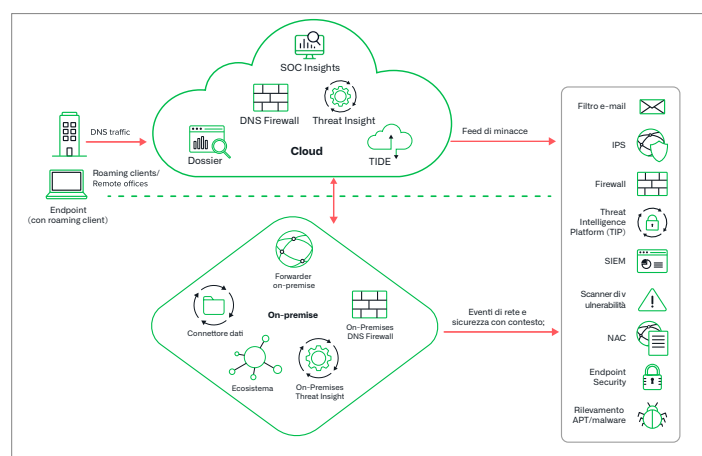 SOC Insights
DNS Firewall
Threat Insight
Dossier
Cloud
TIDE
DNS traffic
Roaming clients/
Remote offices
Endpoint
(con roaming client)
Feed di minacce
Forwarder
on-premise
Connettore dati
On-premise
On-Premises
DNS Firewall
Ecosistema
On-Premises
Threat Insight
Eventi di rete e
sicurezza con contesto;
Filtro e-mail
IPS
Firewall
Threat
Intelligence
Platform (TIP)
SIEM
Scanner di v
ulnerabilità
NAC
Endpoint
Security
Rilevamento
APT/malware